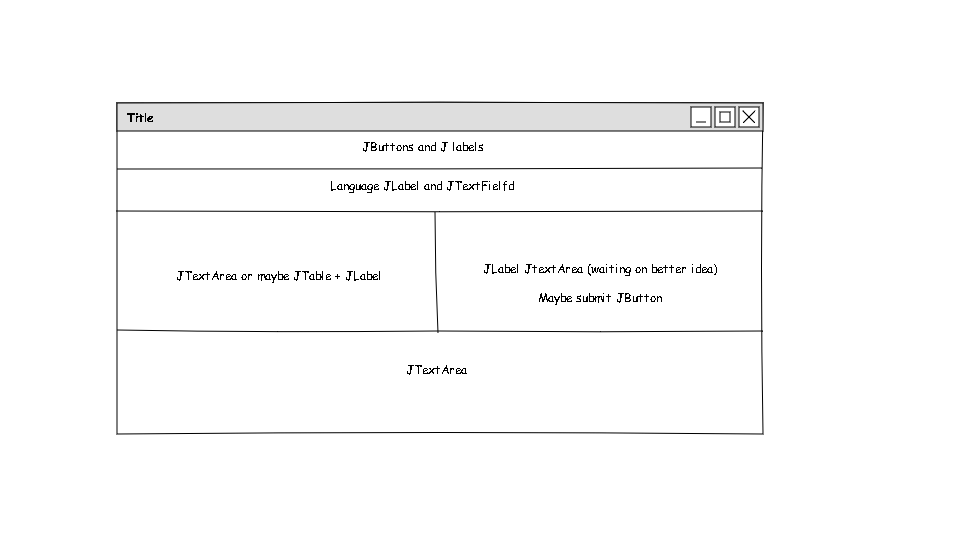 Title
JButtons and J labels
Language JLabel and JTextFielfd
JTextArea or maybe JTable + JLabel
JLabel JtextArea (waiting on better idea)
Maybe submit JButton
JTextArea